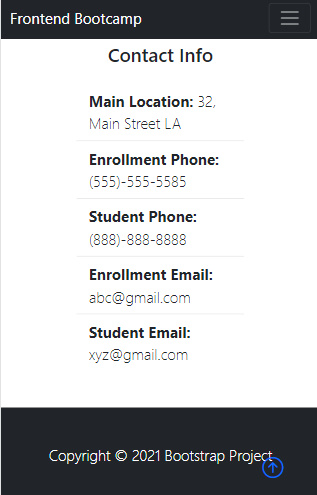 Frontend Bootcamp
Contact Info
Main Location: 32,
Main Street LA
Enrollment Phone:
(555)-555-5585
Student Phone:
(888)-888-8888
Enrollment Email:
abc@gmail.com
Student Email:
xyz@gmail.com
Copyright © 2021 Bootstrap Project